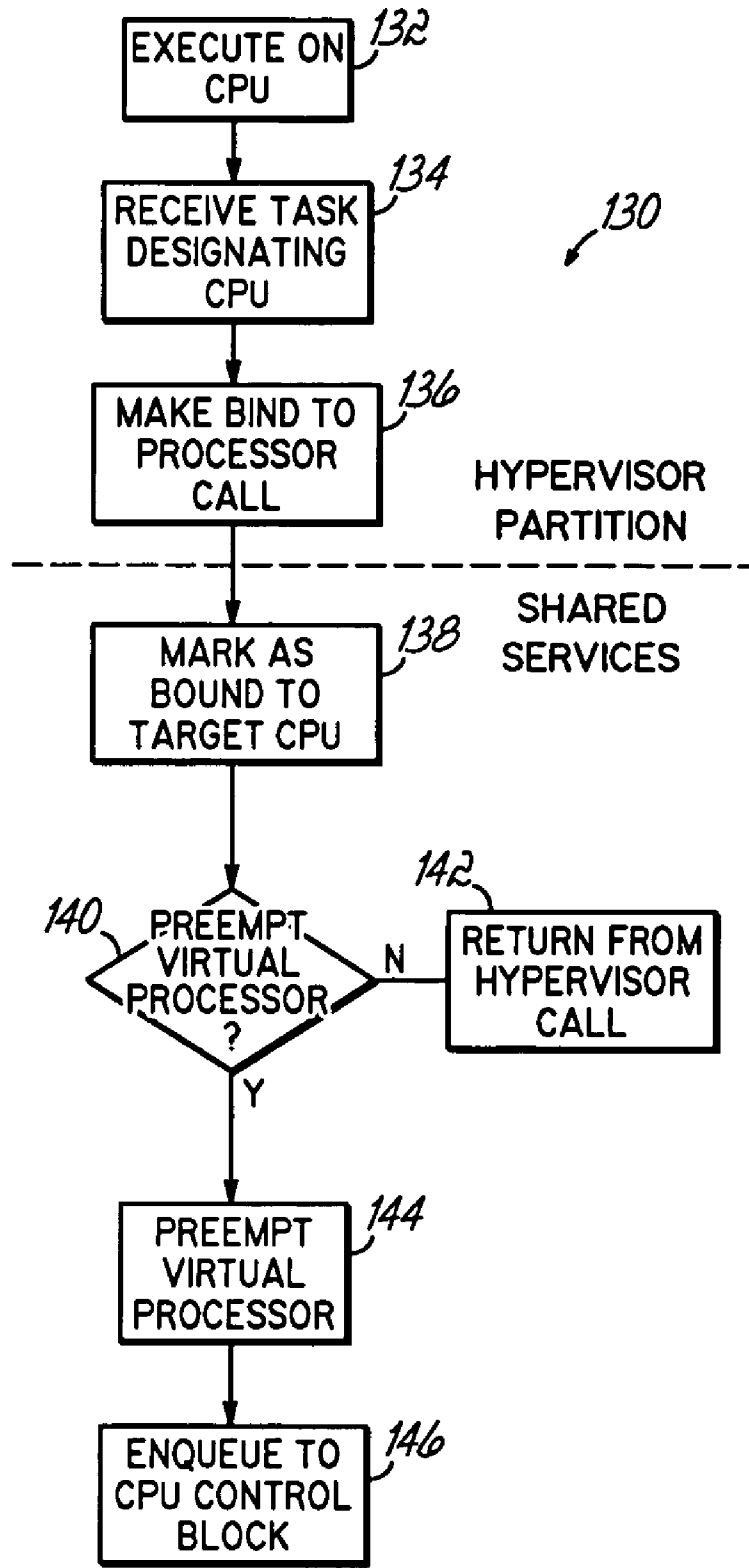 132
EXECUTE ON
CPU
134
RECEIVE TASK
DESIGNATING
CPU
130
136
MAKE BIND TO
PROCESSOR
CALL
HYPERVISOR
PARTITION
SHARED
SERVICES
138
MARK AS
BOUND TO
TARGET CPU
140
PREEMPT
VIRTUAL
PROCESSOR
?
N
Y
142
RETURN FROM
HYPERVISOR
CALL
144
PREEMPT
VIRTUAL
PROCESSOR
146
ENQUEUE TO
CPU CONTROL
BLOCK